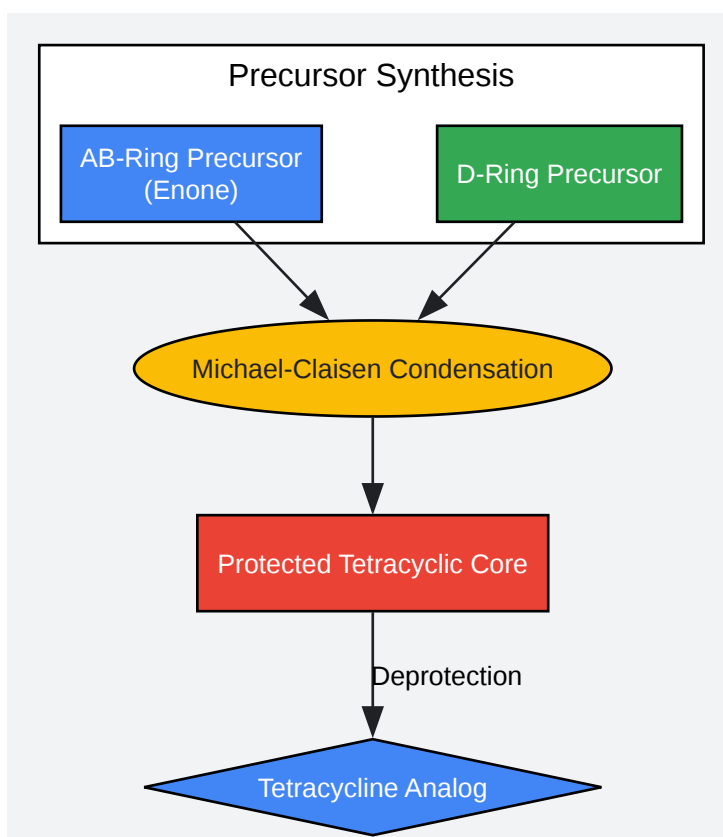 Precursor Synthesis
AB-Ring Precursor
(Enone)
D-Ring Precursor
Michael-Claisen Condensation
Protected Tetracyclic Core
Deprotection
Tetracycline Analog